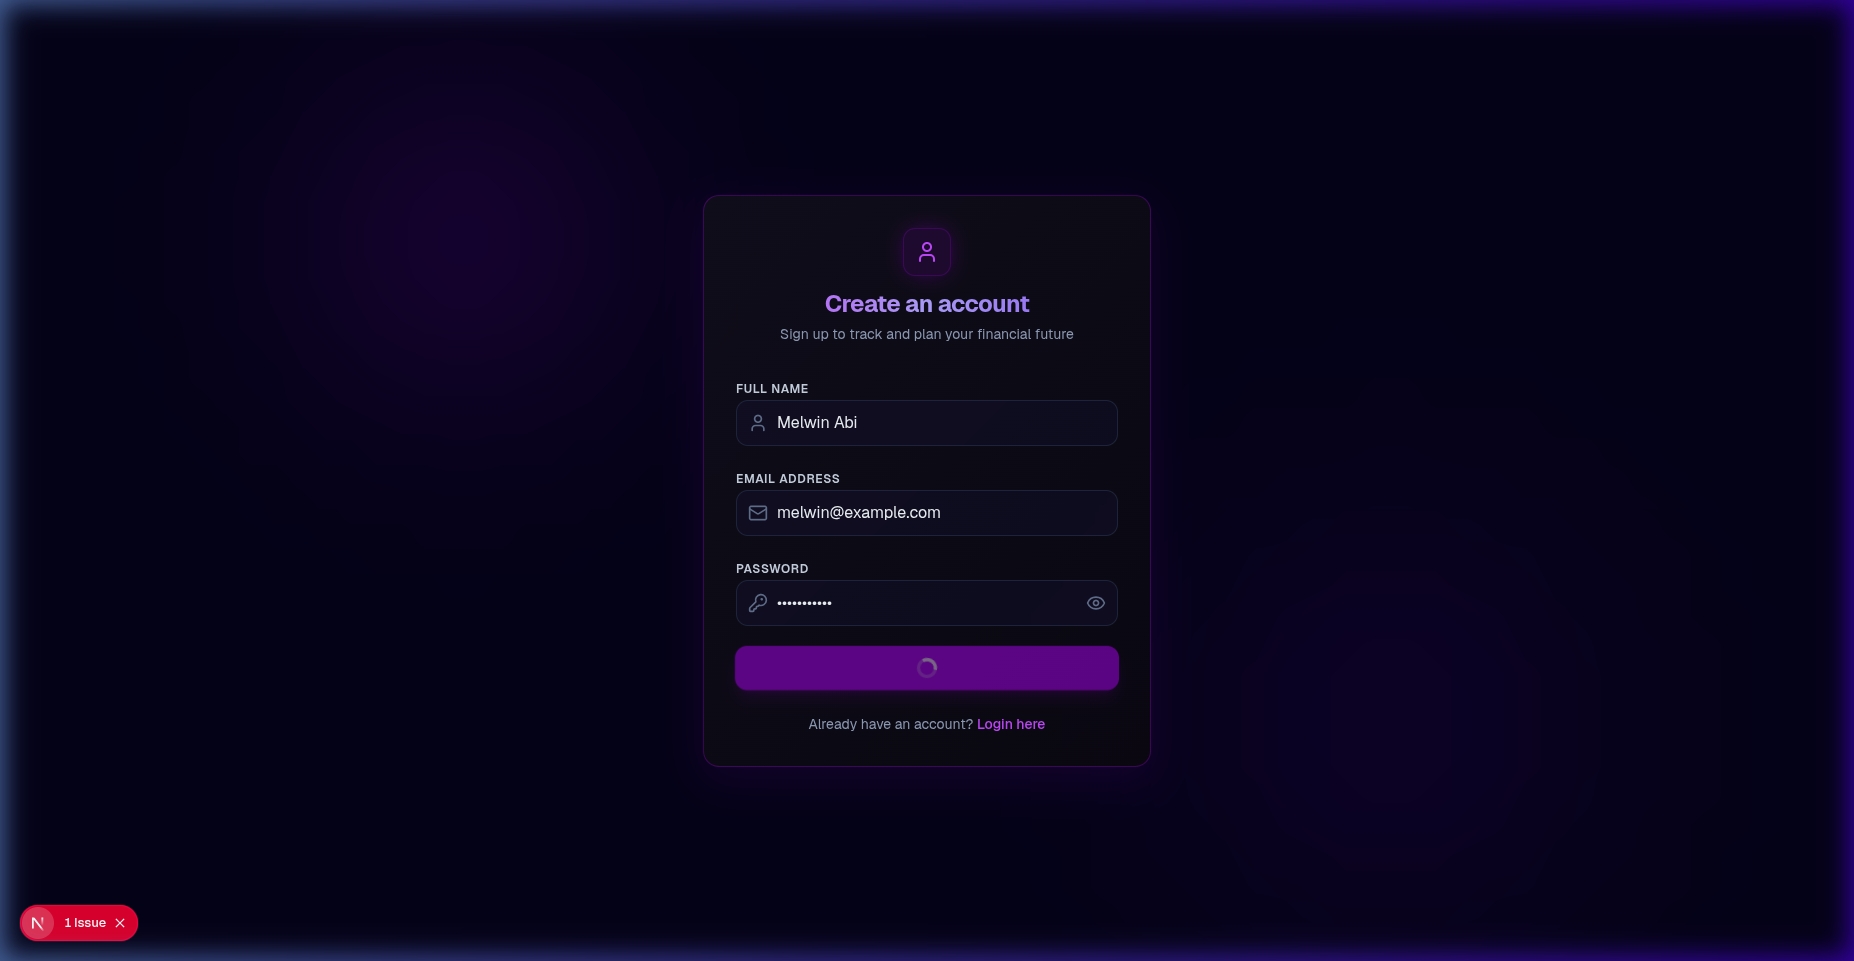 Create an account
Sign up to track and plan your financial future
FULL NAME
Melwin Abi
EMAIL ADDRESS
melwin@example.com
PASSWORD
•••••••••••
Already have an account? Login here
N 1 Issue